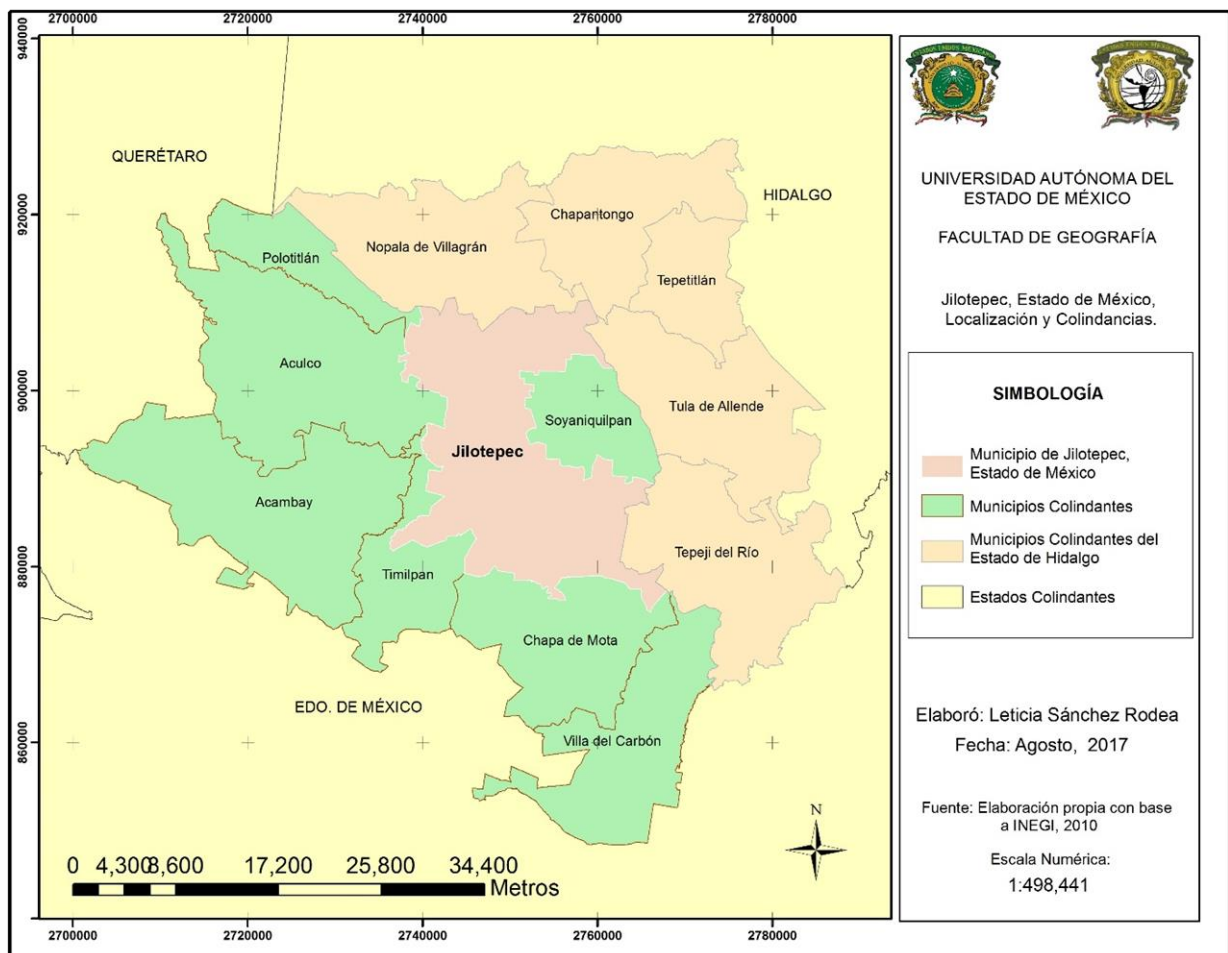 2700000 2720000 2740000 2760000 2780000
940000
920000
900000
880000
860000
QUERÉTARO
HIDALGO
Chapantongo
Nopala de Villagrán
Polotitlán
Tepetitlán
Aculco
Tula de Allende
Soyaniquilpan
Jilotepec
Acambay
Tepeji del Río
Timilpan
Chapa de Mota
EDO. DE MÉXICO
Villa del Carbón
N
0 4,300 8,600 17,200 25,800 34,400
Metros
2700000 2720000 2740000 2760000 2780000
UNIVERSIDAD AUTÓNOMA DEL
ESTADO DE MÉXICO
FACULTAD DE GEOGRAFÍA
Jilotepec, Estado de México,
Localización y Colindancias.
SIMBOLOGÍA
Municipio de Jilotepec,
Estado de México
Municipios Colindantes
Municipios Colindantes del
Estado de Hidalgo
Estados Colindantes
Elaboró: Leticia Sánchez Rodea
Fecha: Agosto, 2017
Fuente: Elaboración propia con base
a INEGI, 2010
Escala Numérica:
1:498,441